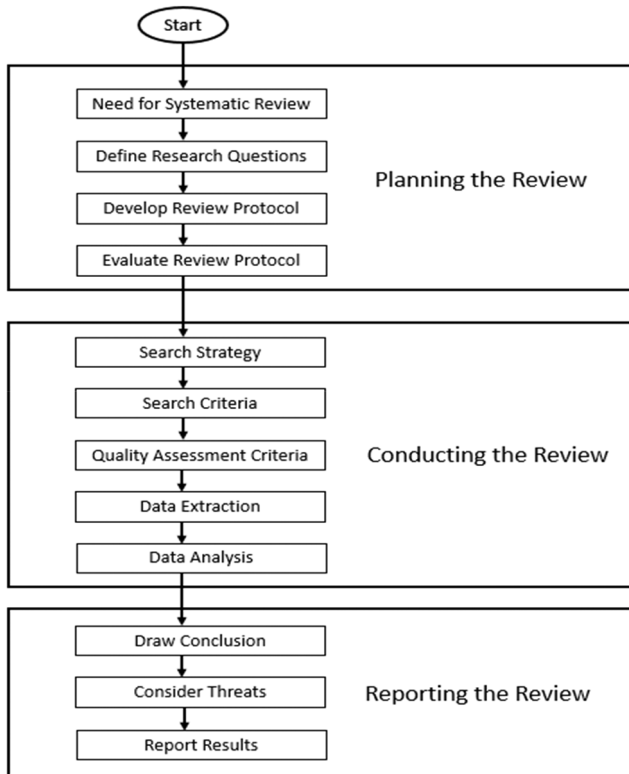 Start
Need for Systematic Review
Define Research Questions
Develop Review Protocol
Evaluate Review Protocol
Planning the Review
Search Strategy
Search Criteria
Quality Assessment Criteria
Data Extraction
Data Analysis
Conducting the Review
Draw Conclusion
Consider Threats
Report Results
Reporting the Review